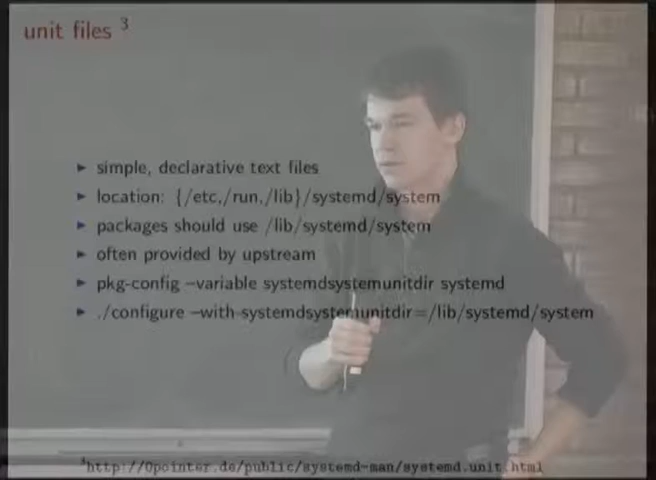 unit files 3
► simple, declarative text files
► location: {/etc,/run,/lib}/systemd/system
► packages should use /lib/systemd/system
► often provided by upstream
► pkg-config –variable systemdsystemunitdir systemd
► ./configure –with-systemdsystemunitdir=/lib/systemd/system
3http://0pointer.de/public/systemd-man/systemd.unit.html